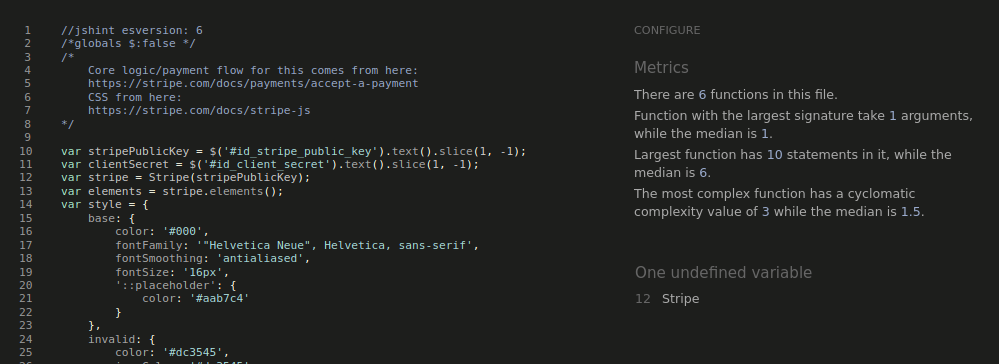 1 //jshint esversion: 6
2 /*globals $:false */
3 /*
4 Core logic/payment flow for this comes from here:
5 https://stripe.com/docs/payments/accept-a-payment
6 CSS from here:
7 https://stripe.com/docs/stripe-js
8 */
9
10 var stripePublicKey = $('#id_stripe_public_key').text().slice(1, -1);
11 var clientSecret = $('#id_client_secret').text().slice(1, -1);
12 var stripe = Stripe(stripePublicKey);
13 var elements = stripe.elements();
14 var style = {
15 base: {
16 color: '#000',
17 fontFamily: '"Helvetica Neue", Helvetica, sans-serif',
18 fontSmoothing: 'antialiased',
19 fontSize: '16px',
20 '::placeholder': {
21 color: '#aab7c4'
22 }
23 },
24 invalid: {
25 color: '#dc3545',
CONFIGURE
Metrics
There are 6 functions in this file.
Function with the largest signature take 1 arguments,
while the median is 1.
Largest function has 10 statements in it, while the
median is 6.
The most complex function has a cyclomatic
complexity value of 3 while the median is 1.5.
One undefined variable
12 Stripe